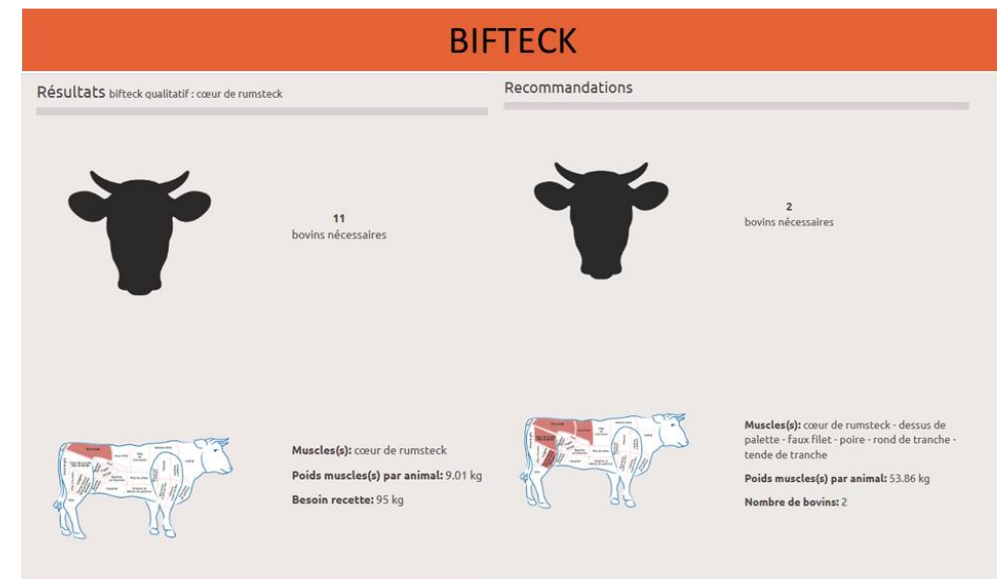 BIFTECK
Résultats bifteck qualitatif : cœur de rumsteck
11
bovins nécessaires
Muscles(s): cœur de rumsteck
Poids muscles(s) par animal: 9.01 kg
Besoin recette: 95 kg
Recommandations
2
bovins nécessaires
Muscles(s): cœur de rumsteck - dessus de
palette - faux filet - poire - rond de tranche -
tende de tranche
Poids muscles(s) par animal: 53.86 kg
Nombre de bovins: 2